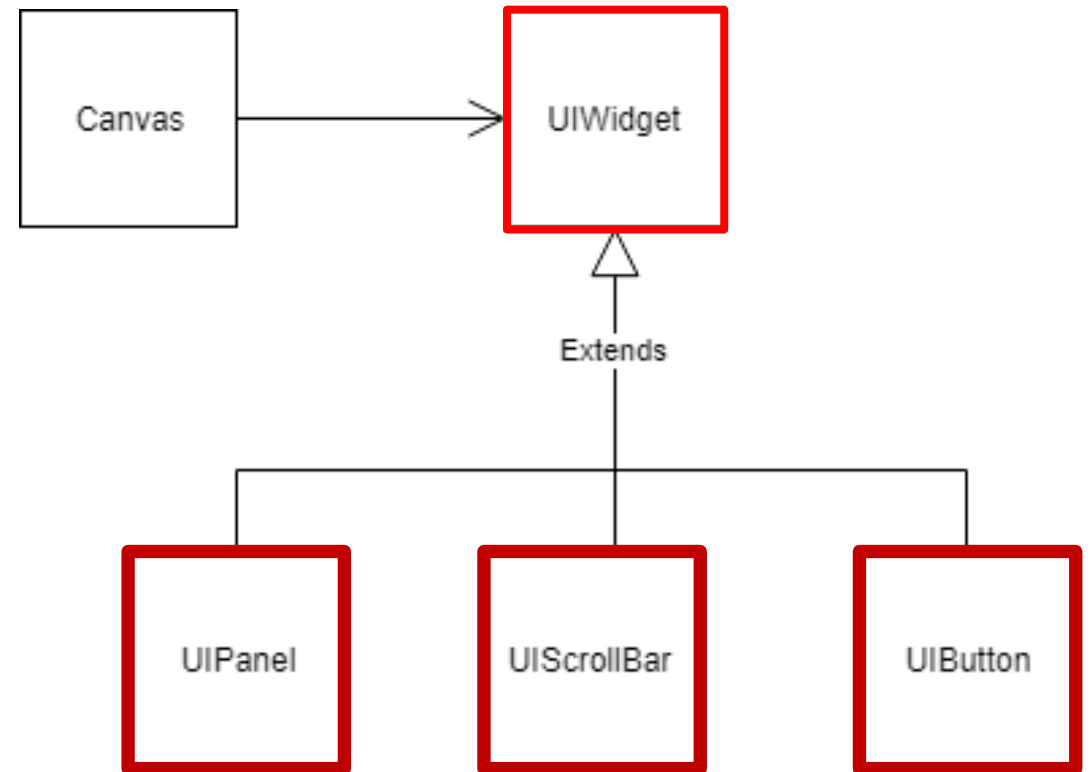 Canvas
UIWidget
Extends
UIPanel
UIScrollBar
UIButton